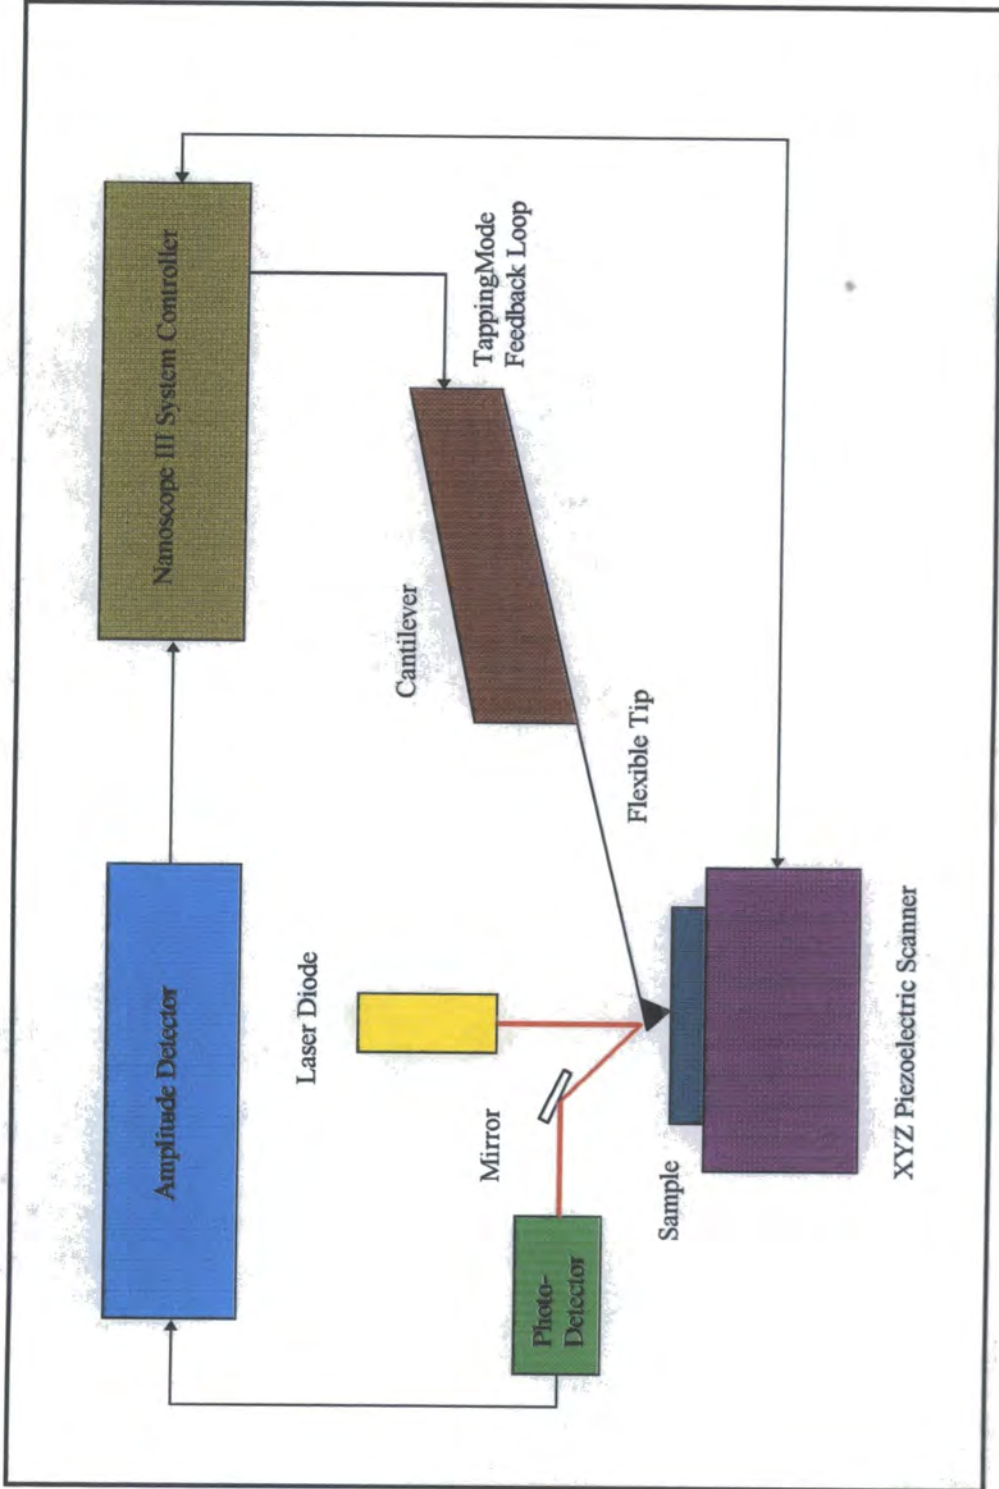 Amplitude Detector
Nanoscope III System Controller
Laser Diode
Cantilever
Mirror
TappingMode
Feedback Loop
Photo-
Detector
Flexible Tip
Sample
XYZ Piezoelectric Scanner